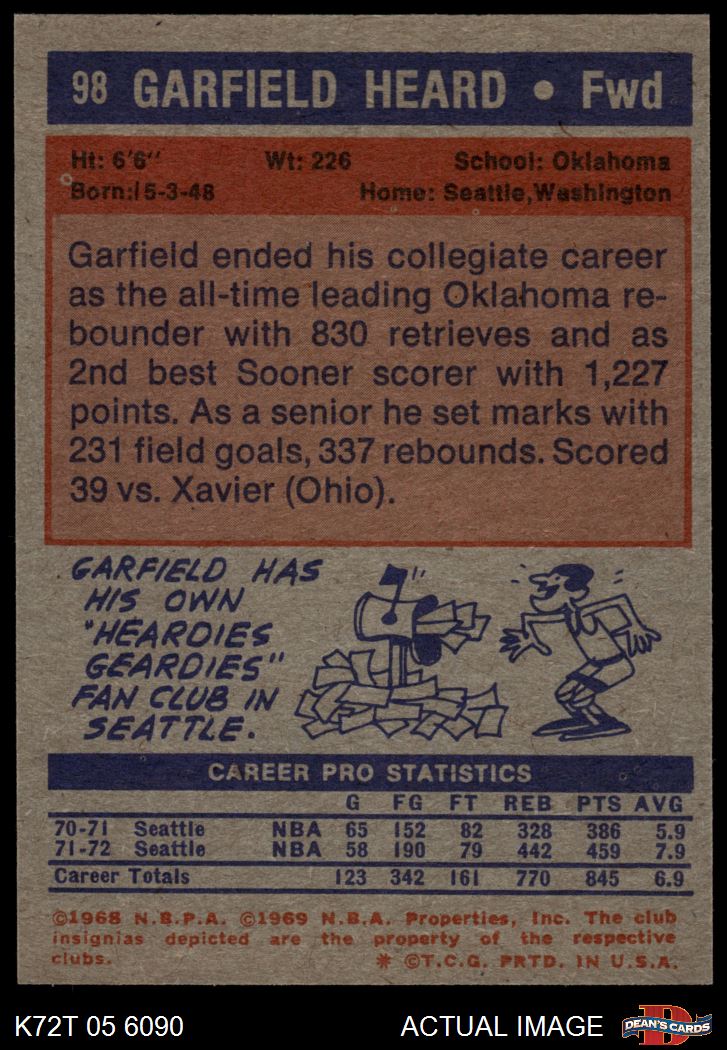 98 GARFIELD HEARD • Fwd
Ht: 6'6" Wt: 226 School: Oklahoma
Born: 5-3-48 Home: Seattle, Washington
Garfield ended his collegiate career
as the all-time leading Oklahoma re-
bounder with 830 retrieves and as
2nd best Sooner scorer with 1,227
points. As a senior he set marks with
231 field goals, 337 rebounds. Scored
39 vs. Xavier (Ohio).
GARFIELD HAS
HIS OWN
"HEARDIES
GEARDIES"
FAN CLUB IN
SEATTLE.
CAREER PRO STATISTICS
G FG FT REB PTS AVG
70-71 Seattle NBA 65 152 82 328 386 5.9
71-72 Seattle NBA 58 190 79 442 459 7.9
Career Totals 123 342 161 770 845 6.9
©1968 N.B.P.A. ©1969 N.B.A. Properties, Inc. The club
insignias depicted are the property of the respective
clubs. * ©T.C.G. PRTD. IN U.S.A.
K72T 05 6090 ACTUAL IMAGE DEAN'S CARDS